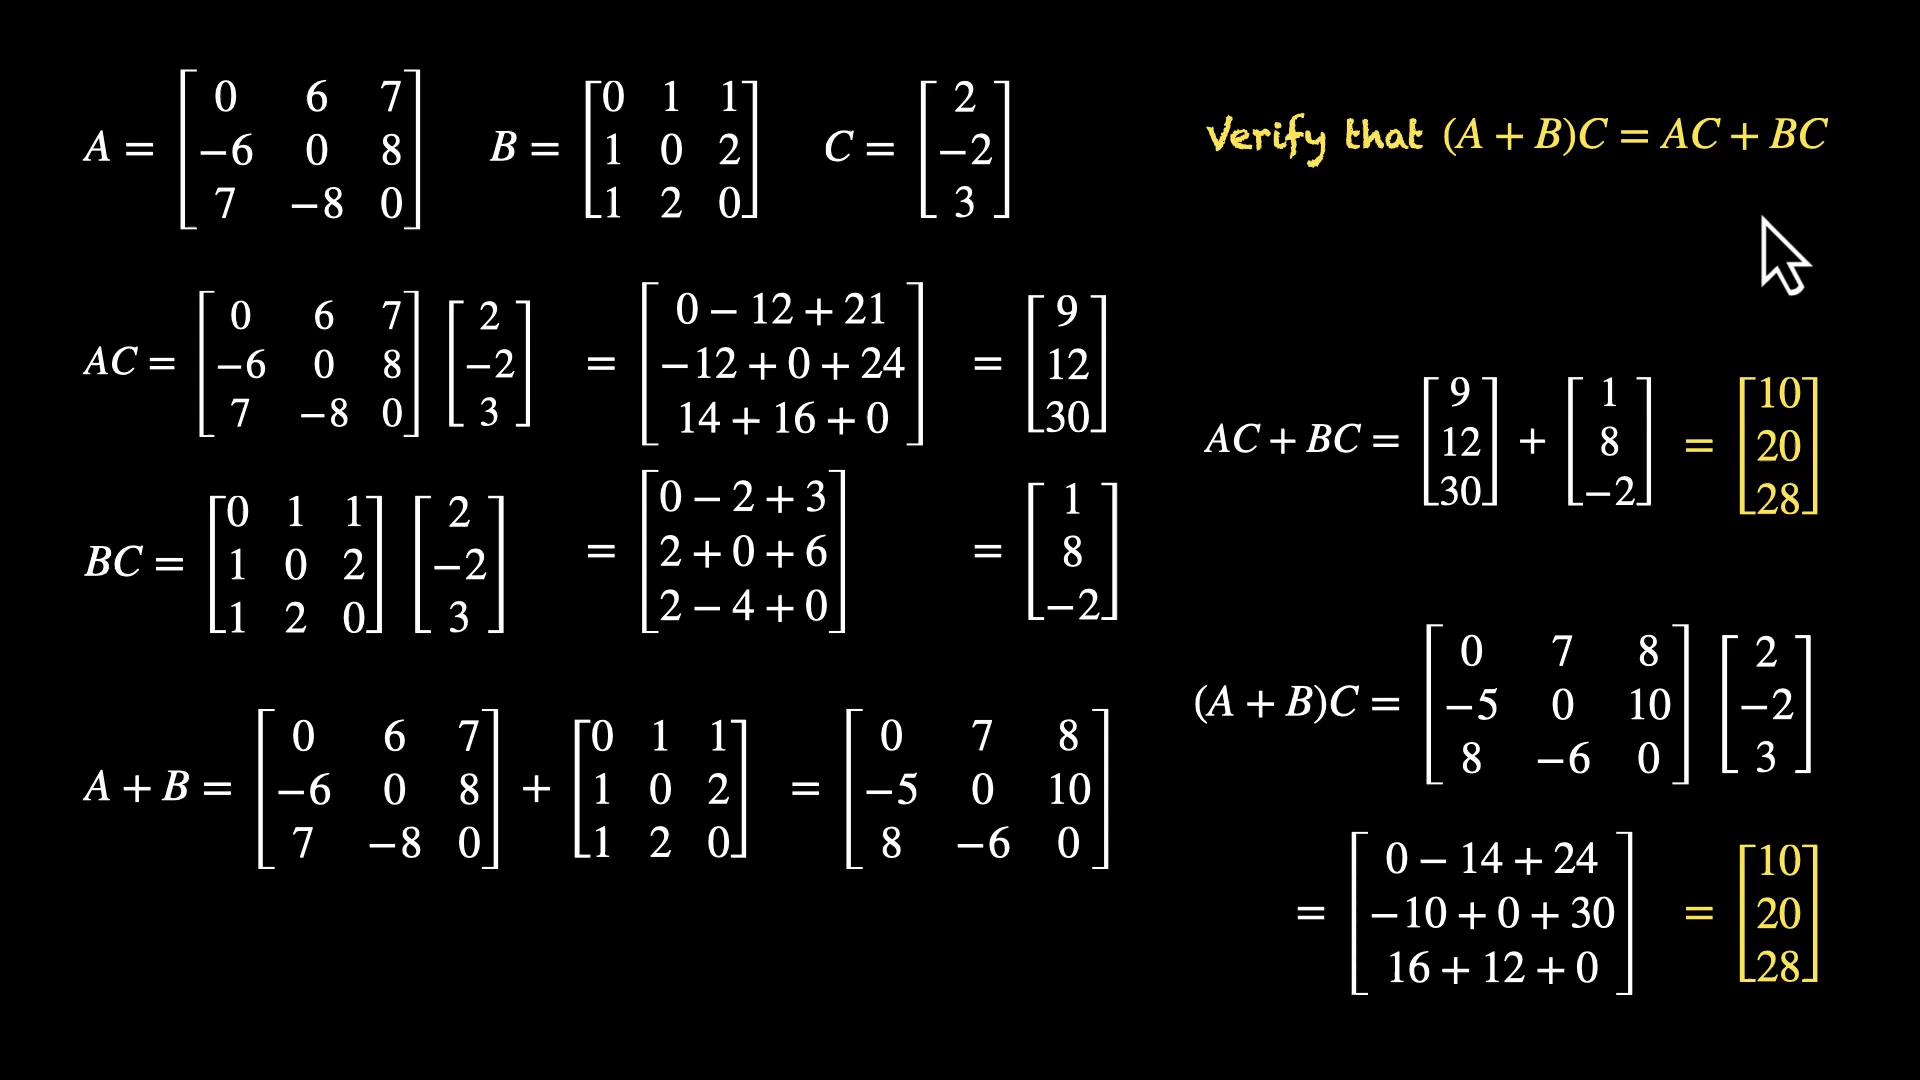 A = [0 6 7; −6 0 8; 7 −8 0] B = [0 1 1; 1 0 2; 1 2 0] C = [2; −2; 3]
Verify that (A + B)C = AC + BC
AC = [0 6 7; −6 0 8; 7 −8 0] [2; −2; 3] = [0 − 12 + 21; −12 + 0 + 24; 14 + 16 + 0] = [9; 12; 30]
BC = [0 1 1; 1 0 2; 1 2 0] [2; −2; 3] = [0 − 2 + 3; 2 + 0 + 6; 2 − 4 + 0] = [1; 8; −2]
A + B = [0 6 7; −6 0 8; 7 −8 0] + [0 1 1; 1 0 2; 1 2 0] = [0 7 8; −5 0 10; 8 −6 0]
AC + BC = [9; 12; 30] + [1; 8; −2] = [10; 20; 28]
(A + B)C = [0 7 8; −5 0 10; 8 −6 0] [2; −2; 3]
= [0 − 14 + 24; −10 + 0 + 30; 16 + 12 + 0] = [10; 20; 28]